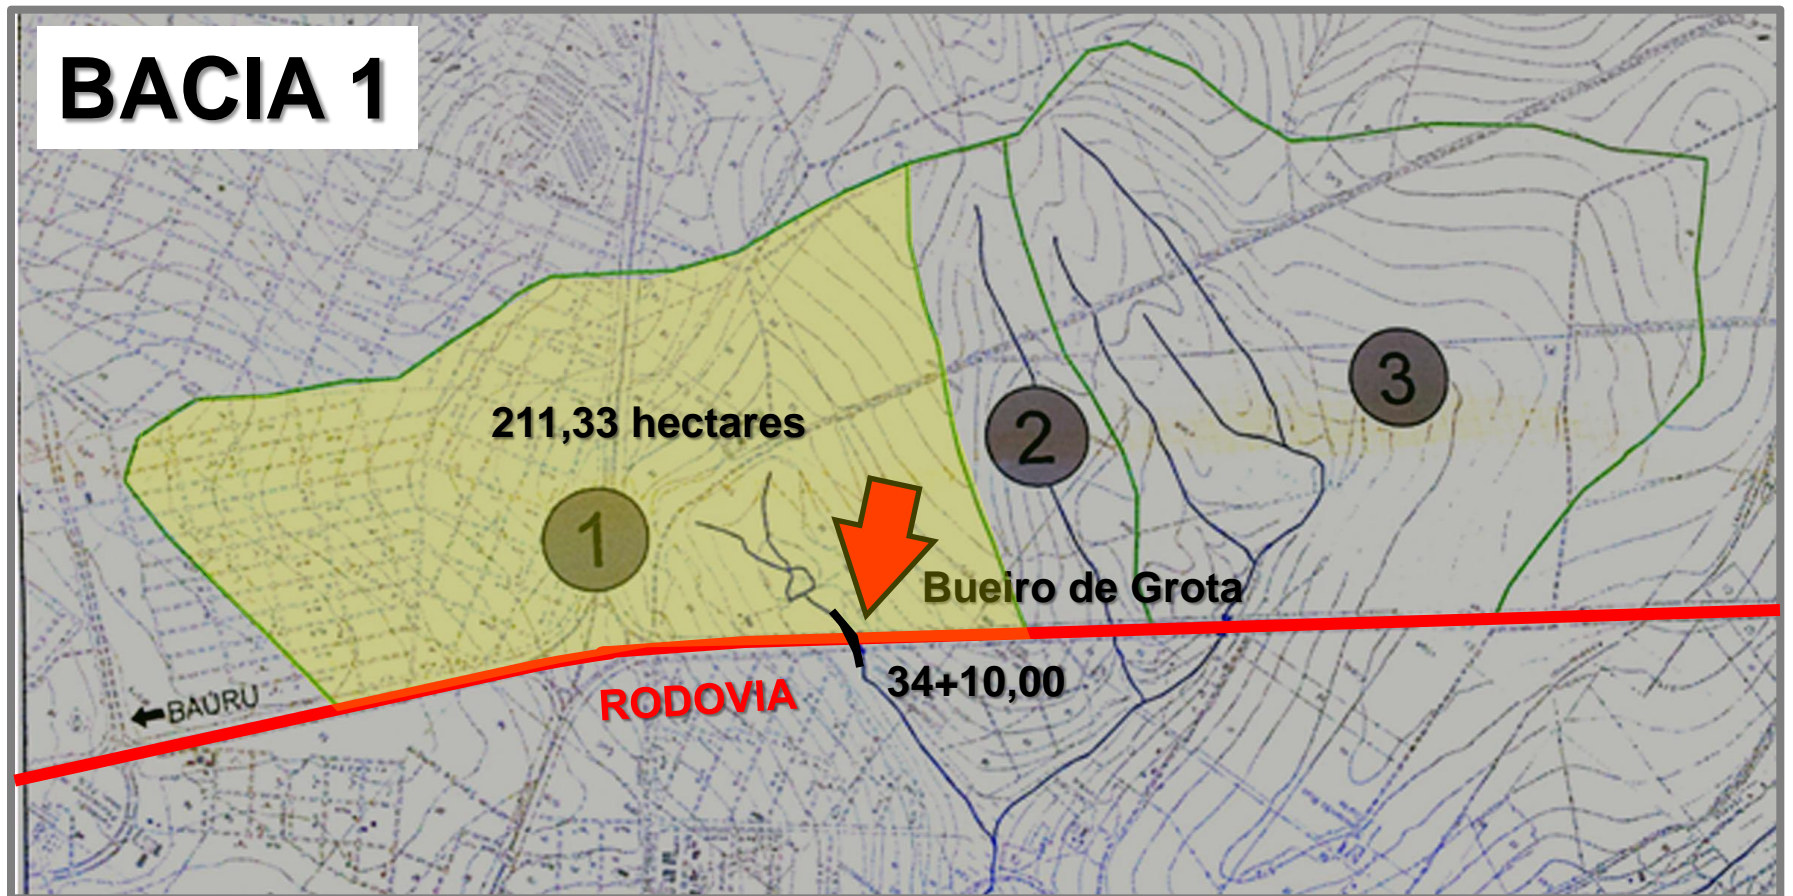 BACIA 1
3
211,33 hectares
2
1
Bueiro de Grota
34+10,00
RODOVIA
BAURU